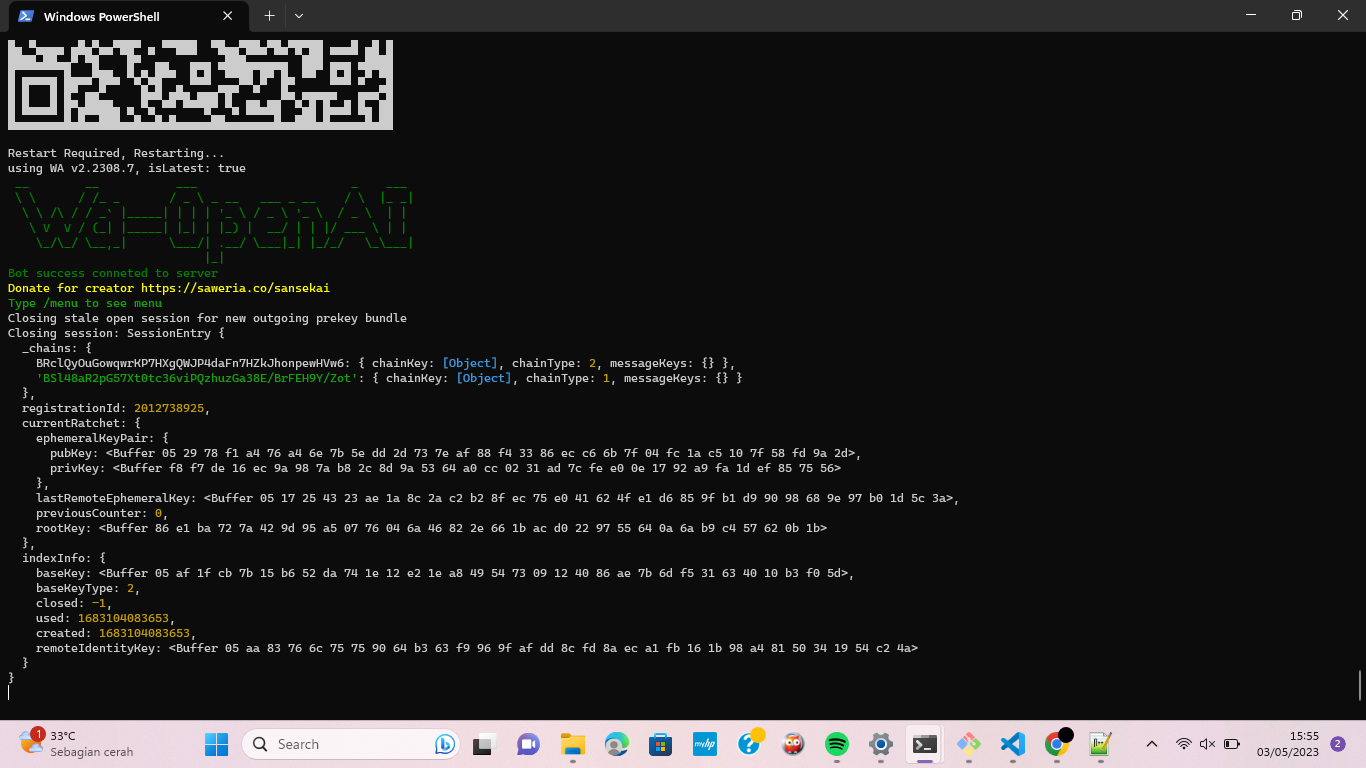 Windows PowerShell
Restart Required, Restarting...
using WA v2.2308.7, isLatest: true
Wa-OpenAI
Bot success conneted to server
Donate for creator https://saweria.co/sansekai
Type /menu to see menu
Closing stale open session for new outgoing prekey bundle
Closing session: SessionEntry {
_chains: {
BRclQyOuGowqwrKP7HXgQWJP4daFn7HZkJhonpewHVw6: { chainKey: [Object], chainType: 2, messageKeys: {} },
'BSl48aR2pG57Xt0tc36viPQzhuzGa38E/BrFEH9Y/Zot': { chainKey: [Object], chainType: 1, messageKeys: {} }
},
registrationId: 2012738925,
currentRatchet: {
ephemeralKeyPair: {
pubKey: <Buffer 05 29 78 f1 a4 76 a4 6e 7b 5e dd 2d 73 7e af 88 f4 33 86 ec c6 6b 7f 04 fc 1a c5 10 7f 58 fd 9a 2d>,
privKey: <Buffer f8 f7 de 16 ec 9a 98 7a b8 2c 8d 9a 53 64 a0 cc 02 31 ad 7c fe e0 0e 17 92 a9 fa 1d ef 85 75 56>
},
lastRemoteEphemeralKey: <Buffer 05 17 25 43 23 ae 1a 8c 2a c2 b2 8f ec 75 e0 41 62 4f e1 d6 85 9f b1 d9 90 98 68 9e 97 b0 1d 5c 3a>,
previousCounter: 0,
rootKey: <Buffer 86 e1 ba 72 7a 42 9d 95 a5 07 76 04 6a 46 82 2e 66 1b ac d0 22 97 55 64 0a 6a b9 c4 57 62 0b 1b>
},
indexInfo: {
baseKey: <Buffer 05 af 1f cb 7b 15 b6 52 da 74 1e 12 e2 1e a8 49 54 73 09 12 40 86 ae 7b 6d f5 31 63 40 10 b3 f0 5d>,
baseKeyType: 2,
closed: -1,
used: 1683104083653,
created: 1683104083653,
remoteIdentityKey: <Buffer 05 aa 83 76 6c 75 75 90 64 b3 63 f9 96 9f af dd 8c fd 8a ec a1 fb 16 1b 98 a4 81 50 34 19 54 c2 4a>
}
}
1
33°C
Sebagian cerah
Search
myhp
15:55
03/05/2023
2